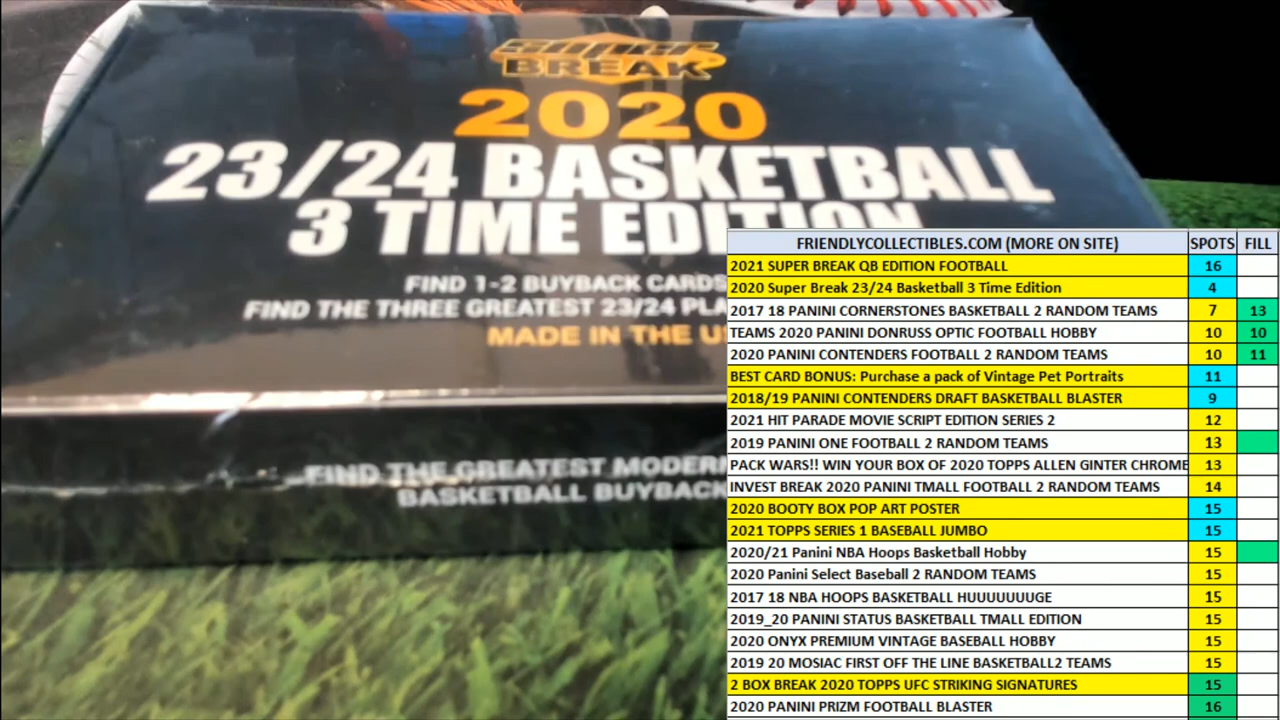 SUPER
BREAK
2020
23/24 BASKETBALL
3 TIME EDITION
FIND 1-2 BUYBACK CARDS
FIND THE THREE GREATEST 23/24
MADE IN THE
FIND THE GREATEST MODERN
BASKETBALL BUYBACK
FRIENDLYCOLLECTIBLES.COM (MORE ON SITE) SPOTS FILL
2021 SUPER BREAK QB EDITION FOOTBALL 16
2020 Super Break 23/24 Basketball 3 Time Edition 4
2017 18 PANINI CORNERSTONES BASKETBALL 2 RANDOM TEAMS 7 13
TEAMS 2020 PANINI DONRUSS OPTIC FOOTBALL HOBBY 10 10
2020 PANINI CONTENDERS FOOTBALL 2 RANDOM TEAMS 10 11
BEST CARD BONUS: Purchase a pack of Vintage Pet Portraits 11
2018/19 PANINI CONTENDERS DRAFT BASKETBALL BLASTER 9
2021 HIT PARADE MOVIE SCRIPT EDITION SERIES 2 12
2019 PANINI ONE FOOTBALL 2 RANDOM TEAMS 13
PACK WARS!! WIN YOUR BOX OF 2020 TOPPS ALLEN GINTER CHROME 13
INVEST BREAK 2020 PANINI TMALL FOOTBALL 2 RANDOM TEAMS 14
2020 BOOTY BOX POP ART POSTER 15
2021 TOPPS SERIES 1 BASEBALL JUMBO 15
2020/21 Panini NBA Hoops Basketball Hobby 15
2020 Panini Select Baseball 2 RANDOM TEAMS 15
2017 18 NBA HOOPS BASKETBALL HUUUUUUUGE 15
2019_20 PANINI STATUS BASKETBALL TMALL EDITION 15
2020 ONYX PREMIUM VINTAGE BASEBALL HOBBY 15
2019 20 MOSIAC FIRST OFF THE LINE BASKETBALL2 TEAMS 15
2 BOX BREAK 2020 TOPPS UFC STRIKING SIGNATURES 15
2020 PANINI PRIZM FOOTBALL BLASTER 16